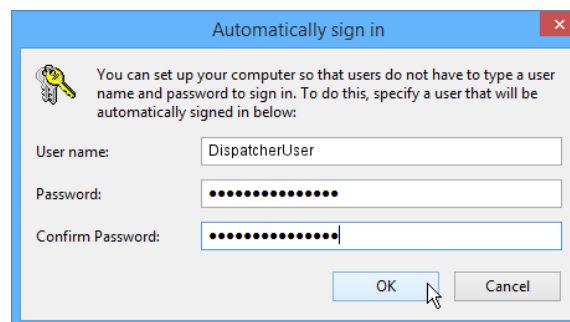 Automatically sign in
You can set up your computer so that users do not have to type a user
name and password to sign in. To do this, specify a user that will be
automatically signed in below:
User name: DispatcherUser
Password: ●●●●●●●●●●●●●●●
Confirm Password: ●●●●●●●●●●●●●●●
OK Cancel